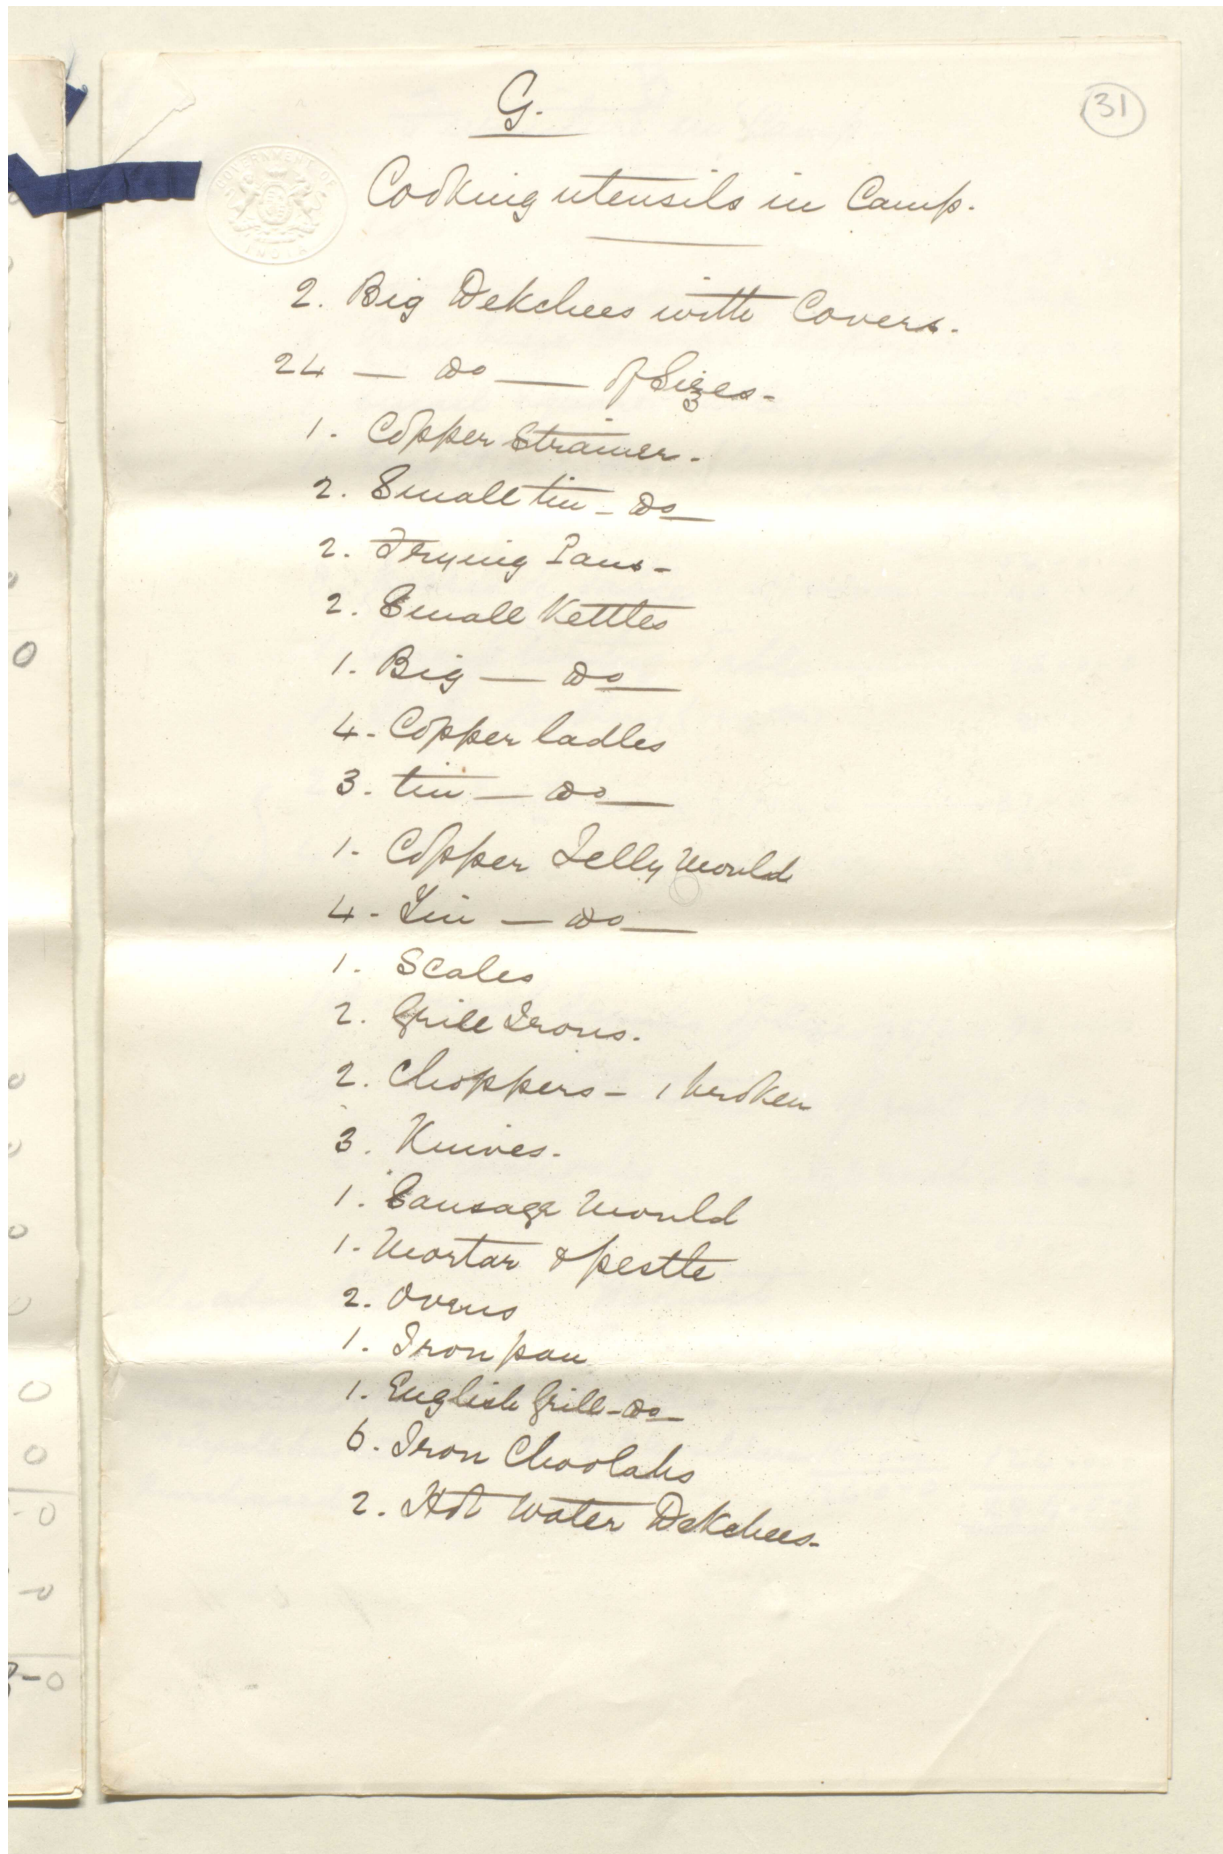 G.
31
GOVERNMENT OF INDIA
Cooking utensils in Camp.
2. Big Dekchees with Covers.
24 — Do — of Sizes -
1. Copper Strainer -
2. Small tin - Do
2. Frying Pans -
2. Small Kettles
1. Big — Do
4 - Copper ladles
3. tin — Do
1. Copper Jelly Mould
4 - Tin — Do
1. Scales
2. Grill Irons.
2. Choppers - 1 broken
3. Knives -
1. Sausage Mould
1. Mortar & pestle
2. Ovens
1. Iron pan
1. English Grill - Do
6. Iron Choolahs
2. Hot Water Dekchees -